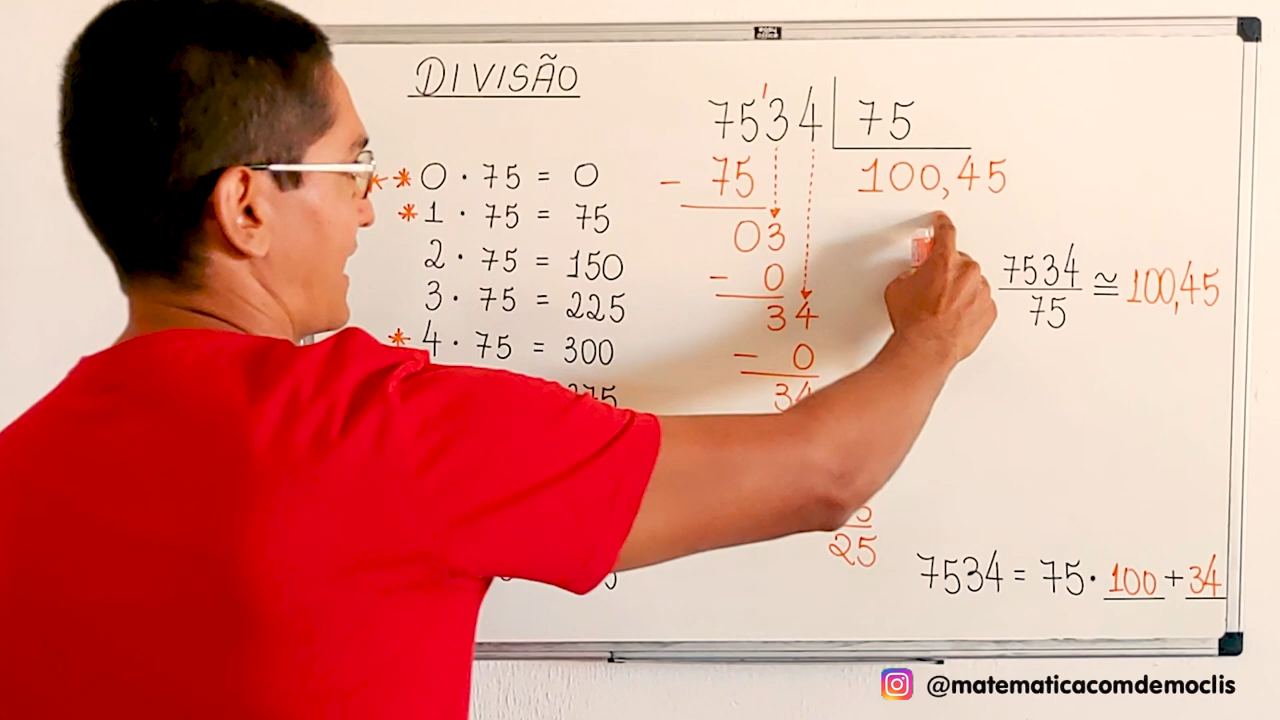 DIVISÃO
** 0 · 75 = 0
* 1 · 75 = 75
2 · 75 = 150
3 · 75 = 225
* 4 · 75 = 300
7534 | 75
- 75
100,45
03
- 0
34
- 0
34
25
7534
75
≅ 100,45
7534 = 75 · 100 + 34
@matematicacomdemoclis